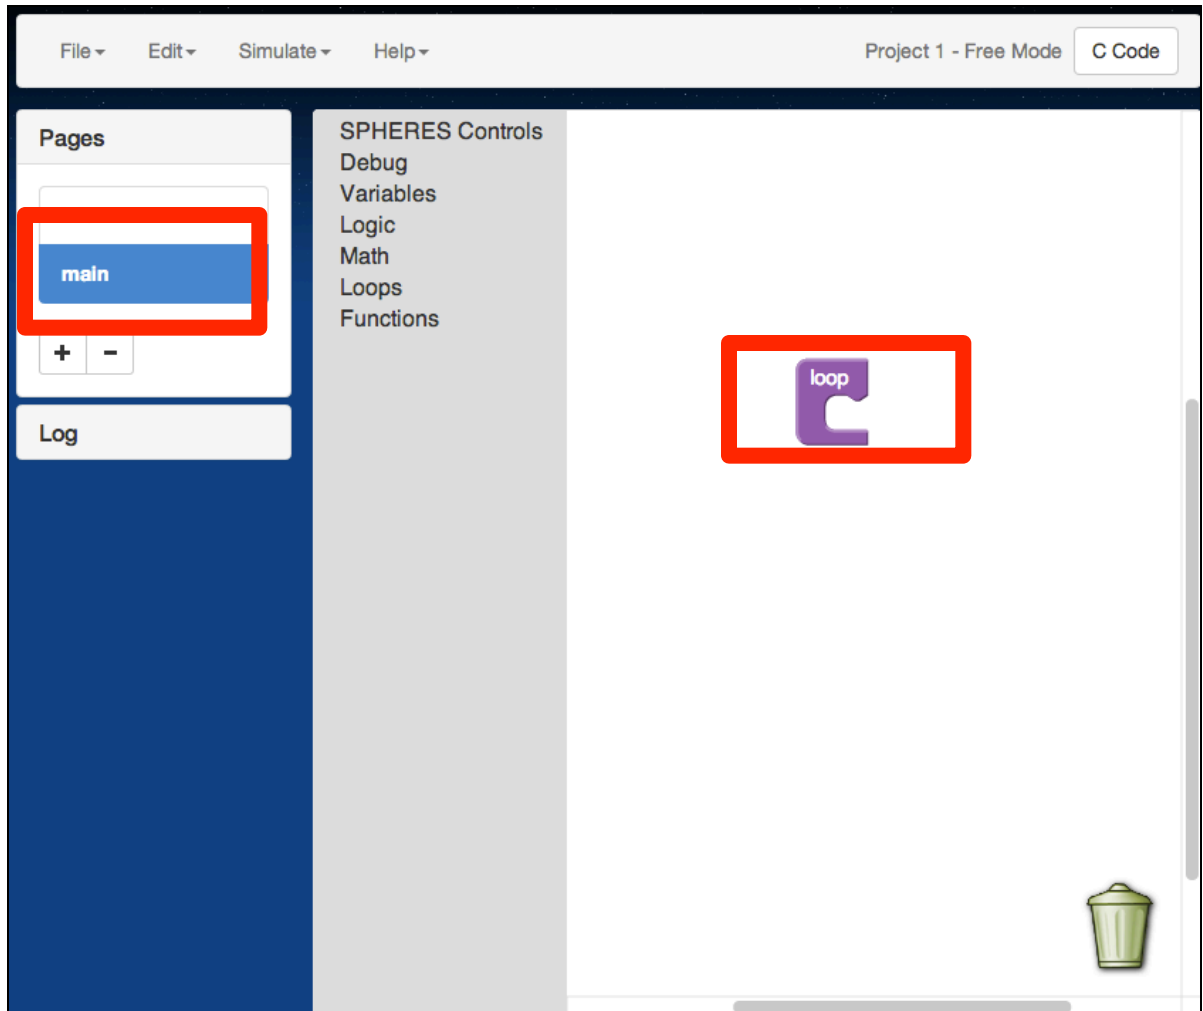 File Edit Simulate Help Project 1 - Free Mode C Code
Pages
main
+ -
Log
SPHERES Controls
Debug
Variables
Logic
Math
Loops
Functions
loop